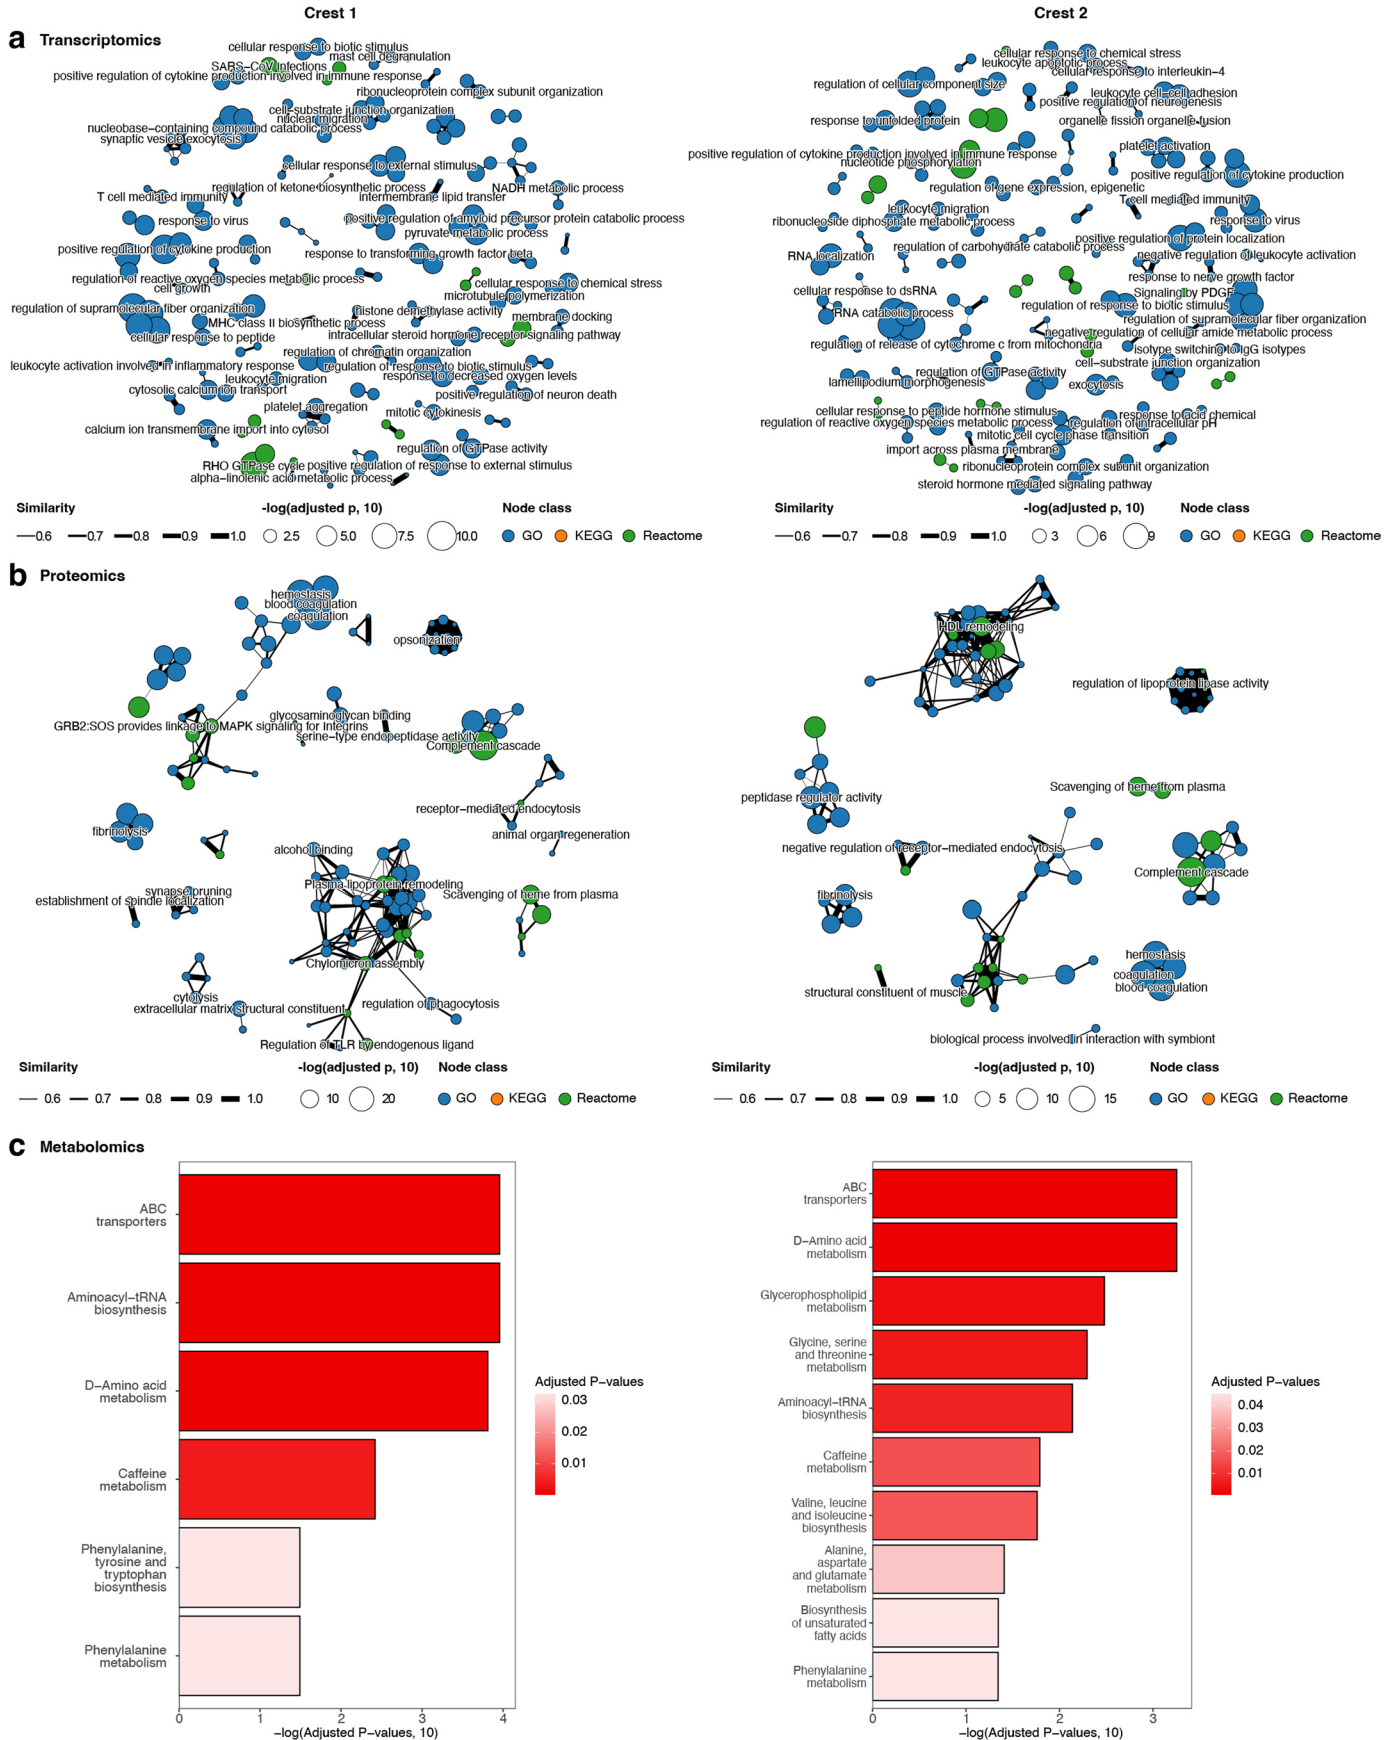 Crest 1
Crest 2
a Transcriptomics
cellular response to biotic stimulus
mast cell degranulation
SARS−CoV Infections
positive regulation of cytokine production involved in immune response
ribonucleoprotein complex subunit organization
cell−substrate junction organization
nuclear migration
nucleobase−containing compound catabolic process
synaptic vesicle exocytosis
cellular response to external stimulus
regulation of ketone biosynthetic process
NADH metabolic process
T cell mediated immunity
intermembrane lipid transfer
response to virus
positive regulation of amyloid precursor protein catabolic process
pyruvate metabolic process
positive regulation of cytokine production
response to transforming growth factor beta
regulation of reactive oxygen species metabolic process
cell growth
cellular response to chemical stress
microtubule polymerization
regulation of supramolecular fiber organization
histone demethylase activity
membrane docking
MHC class II biosynthetic process
cellular response to peptide
intracellular steroid hormone receptor signaling pathway
regulation of chromatin organization
leukocyte activation involved in inflammatory response
regulation of response to biotic stimulus
leukocyte migration
response to decreased oxygen levels
cytosolic calcium ion transport
positive regulation of neuron death
platelet aggregation
mitotic cytokinesis
calcium ion transmembrane import into cytosol
regulation of GTPase activity
RHO GTPase cycle
positive regulation of response to external stimulus
alpha−linolenic acid metabolic process
cellular response to chemical stress
leukocyte apoptotic process
cellular response to interleukin−4
regulation of cellular component size
leukocyte cell−cell adhesion
positive regulation of neurogenesis
response to unfolded protein
organelle fission organelle fusion
platelet activation
positive regulation of cytokine production involved in immune response
nucleotide phosphorylation
positive regulation of cytokine production
regulation of gene expression, epigenetic
T cell mediated immunity
leukocyte migration
ribonucleoside diphosphate metabolic process
response to virus
positive regulation of protein localization
regulation of carbohydrate catabolic process
RNA localization
negative regulation of leukocyte activation
response to nerve growth factor
cellular response to dsRNA
Signaling by PDGF
regulation of response to biotic stimulus
RNA catabolic process
regulation of supramolecular fiber organization
negative regulation of cellular amide metabolic process
regulation of release of cytochrome c from mitochondria
isotype switching to IgG isotypes
cell−substrate junction organization
regulation of GTPase activity
lamellipodium morphogenesis
exocytosis
cellular response to peptide hormone stimulus
response to acid chemical
regulation of reactive oxygen species metabolic process
regulation of intracellular pH
mitotic cell cycle phase transition
import across plasma membrane
ribonucleoprotein complex subunit organization
steroid hormone mediated signaling pathway
Similarity
-log(adjusted p, 10)
Node class
0.6 0.7 0.8 0.9 1.0
2.5 5.0 7.5 10.0
GO KEGG Reactome
Similarity
-log(adjusted p, 10)
Node class
0.6 0.7 0.8 0.9 1.0
3 6 9
GO KEGG Reactome
b Proteomics
hemostasis
blood coagulation
coagulation
opsonization
glycosaminoglycan binding
GRB2:SOS provides linkage to MAPK signaling for Integrins
serine−type endopeptidase activity
Complement cascade
receptor−mediated endocytosis
fibrinolysis
animal organ regeneration
alcohol binding
Plasma lipoprotein remodeling
synapse pruning
Scavenging of heme from plasma
establishment of spindle localization
Chylomicron assembly
cytolysis
extracellular matrix structural constituent
regulation of phagocytosis
Regulation of TLR by endogenous ligand
HDL remodeling
regulation of lipoprotein lipase activity
Scavenging of heme from plasma
peptidase regulator activity
negative regulation of receptor−mediated endocytosis
Complement cascade
fibrinolysis
hemostasis
coagulation
blood coagulation
structural constituent of muscle
biological process involved in interaction with symbiont
Similarity
-log(adjusted p, 10)
Node class
0.6 0.7 0.8 0.9 1.0
10 20
GO KEGG Reactome
Similarity
-log(adjusted p, 10)
Node class
0.6 0.7 0.8 0.9 1.0
5 10 15
GO KEGG Reactome
c Metabolomics
ABC
transporters
Aminoacyl−tRNA
biosynthesis
D−Amino acid
metabolism
Caffeine
metabolism
Phenylalanine,
tyrosine and
tryptophan
biosynthesis
Phenylalanine
metabolism
0 1 2 3 4
−log(Adjusted P−values, 10)
Adjusted P−values
0.03
0.02
0.01
ABC
transporters
D−Amino acid
metabolism
Glycerophospholipid
metabolism
Glycine, serine
and threonine
metabolism
Aminoacyl−tRNA
biosynthesis
Caffeine
metabolism
Valine, leucine
and isoleucine
biosynthesis
Alanine,
aspartate
and glutamate
metabolism
Biosynthesis
of unsaturated
fatty acids
Phenylalanine
metabolism
0 1 2 3
−log(Adjusted P−values, 10)
Adjusted P−values
0.04
0.03
0.02
0.01